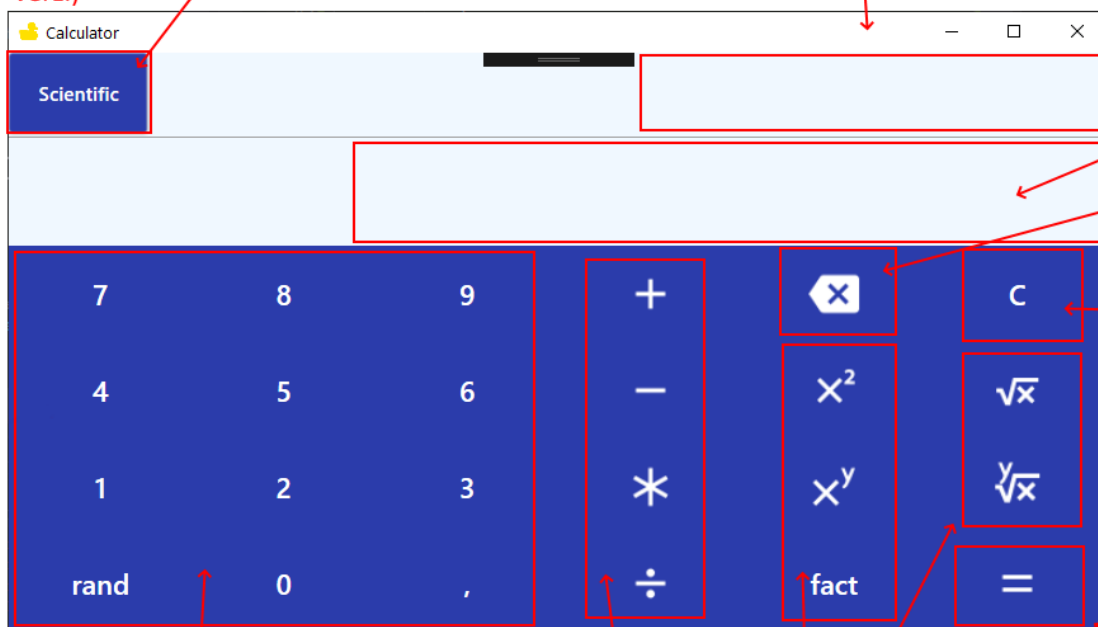 Calculator
Scientific
7 8 9 + C
4 5 6 − x² √x
1 2 3 * xʸ ʸ√x
rand 0 , ÷ fact =